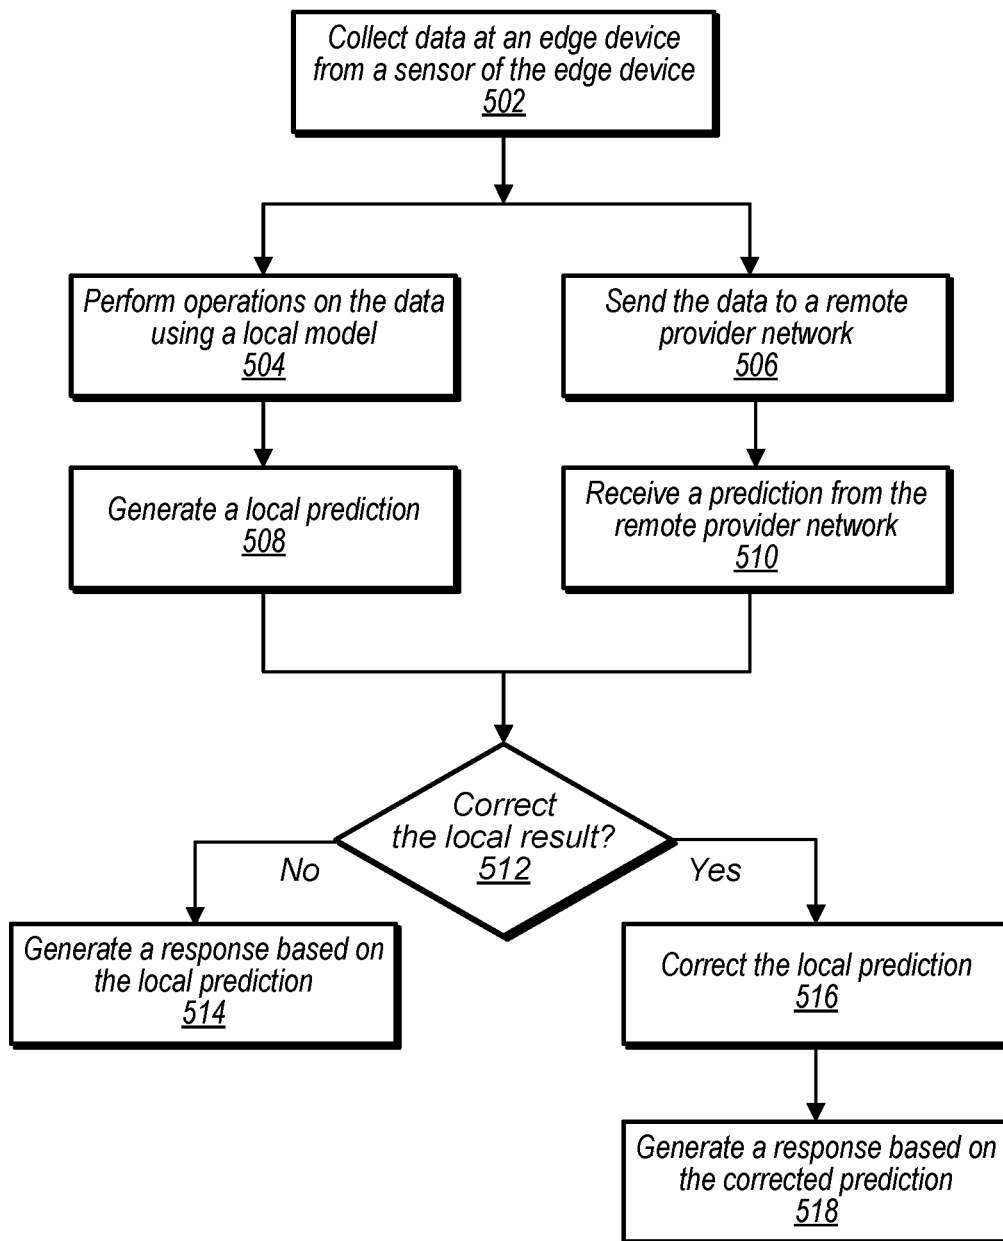 Collect data at an edge device
from a sensor of the edge device
502
Perform operations on the data
using a local model
504
Send the data to a remote
provider network
506
Generate a local prediction
508
Receive a prediction from the
remote provider network
510
Correct
the local result?
512
No
Yes
Generate a response based on
the local prediction
514
Correct the local prediction
516
Generate a response based on
the corrected prediction
518